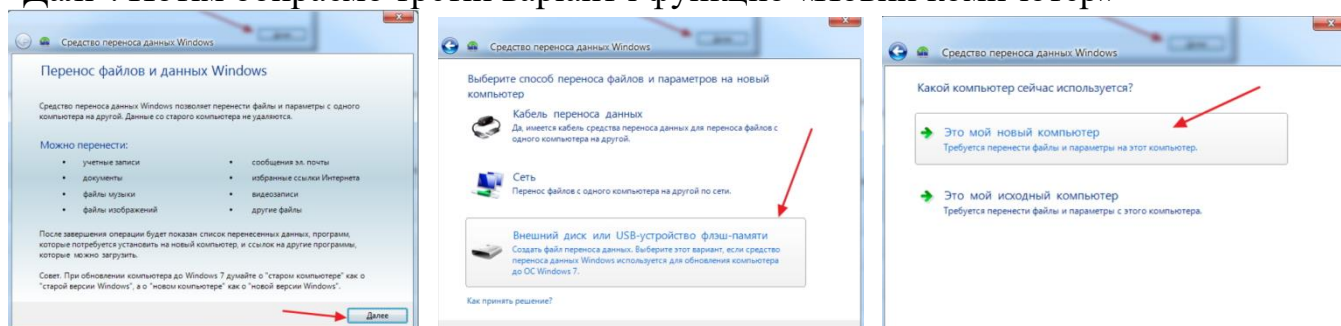 Средство переноса данных Windows
Перенос файлов и данных Windows
Средство переноса данных Windows позволяет перенести файлы и параметры с одного
компьютера на другой. Данные со старого компьютера не удаляются.
Можно перенести:
• учетные записи
• документы
• файлы музыки
• файлы изображений
• сообщения эл. почты
• избранные ссылки Интернета
• видеозаписи
• другие файлы
После завершения операции будет показан список перенесенных данных, программ,
которые потребуется установить на новый компьютер, и ссылок на другие программы,
которые можно загрузить.
Совет. При обновлении компьютера до Windows 7 думайте о "старом компьютере" как о
"старой версии Windows", а о "новом компьютере" как о "новой версии Windows".
Далее
Средство переноса данных Windows
Выберите способ переноса файлов и параметров на новый
компьютер
Кабель переноса данных
Да, имеется кабель средства переноса данных для переноса файлов с
одного компьютера на другой.
Сеть
Перенос файлов с одного компьютера на другой по сети.
Внешний диск или USB-устройство флэш-памяти
Создать файл переноса данных. Выберите этот вариант, если средство
переноса данных Windows используется для обновления компьютера
до ОС Windows 7.
Как принять решение?
Средство переноса данных Windows
Какой компьютер сейчас используется?
Это мой новый компьютер
Требуется перенести файлы и параметры на этот компьютер.
Это мой исходный компьютер
Требуется перенести файлы и параметры с этого компьютера.